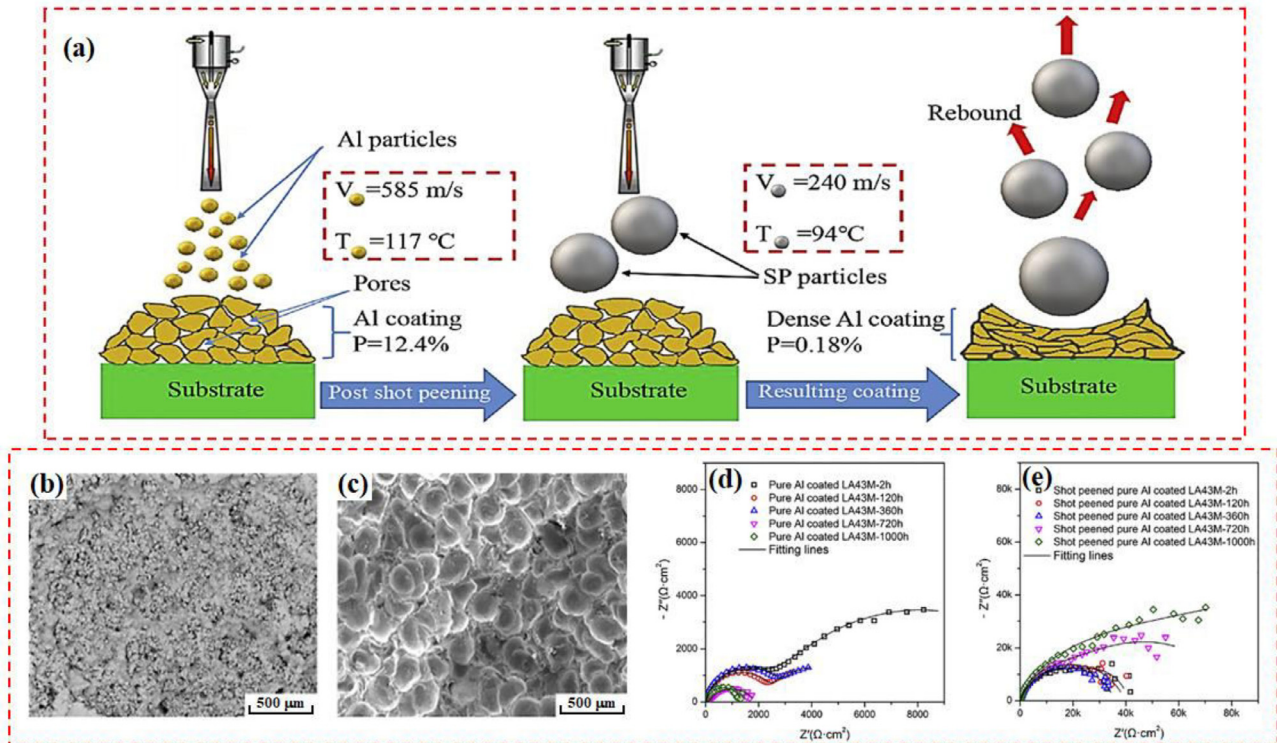 (a)
Al particles
V =585 m/s
T =117 °C
Pores
Al coating
P=12.4%
Substrate
Post shot peening
V =240 m/s
T =94°C
SP particles
Substrate
Resulting coating
Rebound
Dense Al coating
P=0.18%
Substrate
(b)
500 μm
(c)
500 μm
(d)
Pure Al coated LA43M-2h
Pure Al coated LA43M-120h
Pure Al coated LA43M-360h
Pure Al coated LA43M-720h
Pure Al coated LA43M-1000h
Fitting lines
- Z''(Ω·cm²)
8000
6000
4000
2000
0
0 2000 4000 6000 8000
Z'(Ω·cm²)
(e)
Shot peened pure Al coated LA43M-2h
Shot peened pure Al coated LA43M-120h
Shot peened pure Al coated LA43M-360h
Shot peened pure Al coated LA43M-720h
Shot peened pure Al coated LA43M-1000h
Fitting lines
- Z''(Ω·cm²)
80k
60k
40k
20k
0
0 20k 40k 60k 80k
Z'(Ω·cm²)